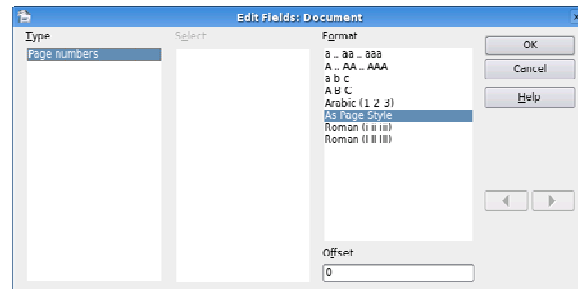 Edit Fields: Document
Type
Page numbers
Select
Format
a .. aa .. aaa
A .. AA .. AAA
a b c
A B C
Arabic (1 2 3)
As Page Style
Roman (i ii iii)
Roman (I II III)
Offset
0
OK
Cancel
Help